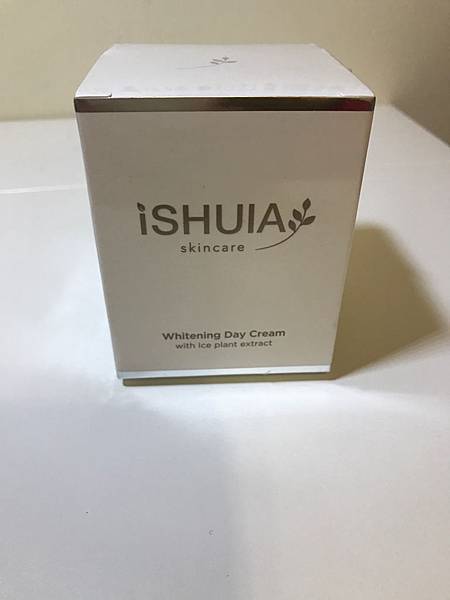 iSHUIA
skincare
Whitening Day Cream
with Ice plant extract